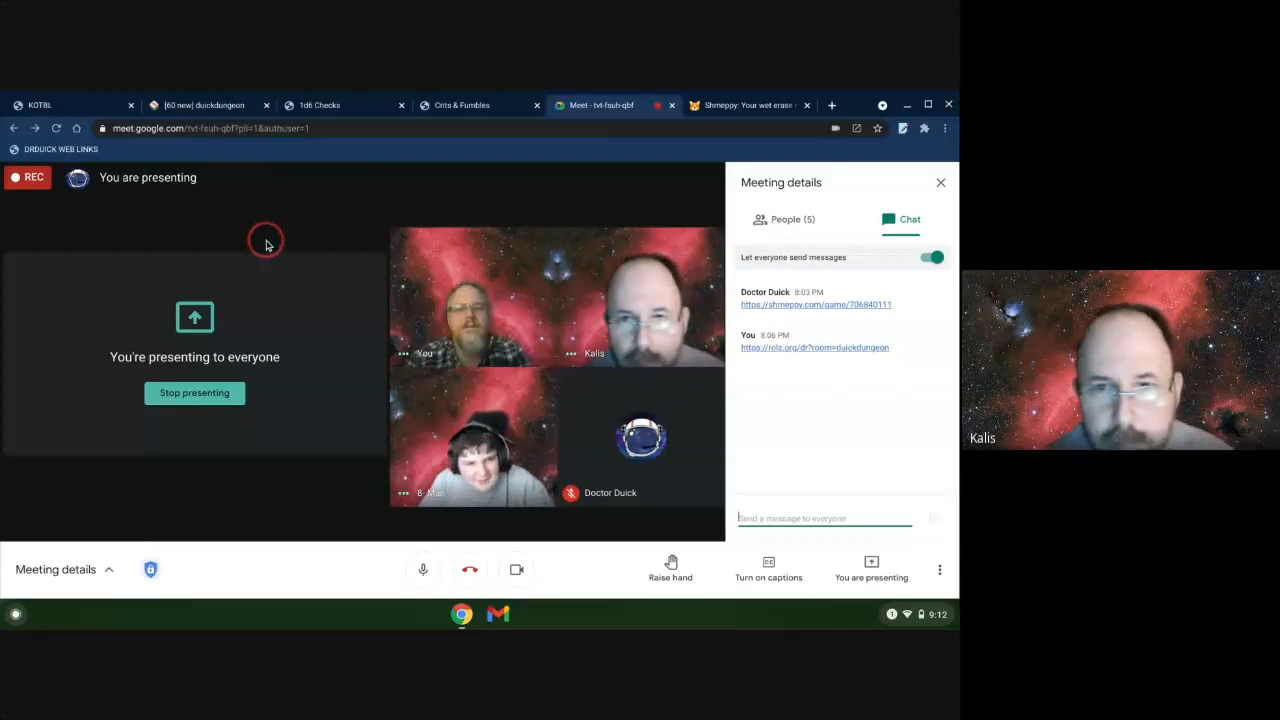 KOTBL
[60 new] duickdungeon
1d6 Checks
Crits & Fumbles
Meet - tvt-fsuh-qbf
Shmeppy: Your wet erase
meet.google.com/tvt-fsuh-qbf?pli=1&authuser=1
DRDUICK WEB LINKS
REC
You are presenting
Meeting details
People (5)
Chat
Let everyone send messages
Doctor Duick 8:03 PM
https://shmeppy.com/game/706840111
You 8:06 PM
https://rolz.org/dr?room=duickdungeon
You're presenting to everyone
Stop presenting
You
Kalis
8- Man
Doctor Duick
Kalis
Send a message to everyone
Meeting details
Raise hand
CC
Turn on captions
You are presenting
1
9:12